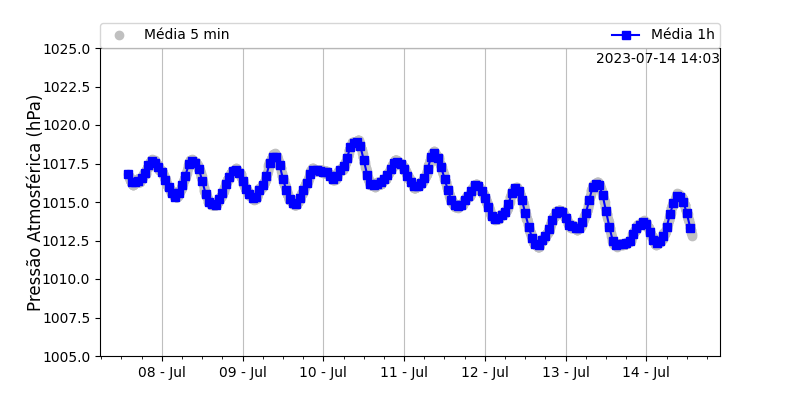 Média 5 min
Média 1h
2023-07-14 14:03
Pressão Atmosférica (hPa)
1025.0
1022.5
1020.0
1017.5
1015.0
1012.5
1010.0
1007.5
1005.0
08 - Jul
09 - Jul
10 - Jul
11 - Jul
12 - Jul
13 - Jul
14 - Jul